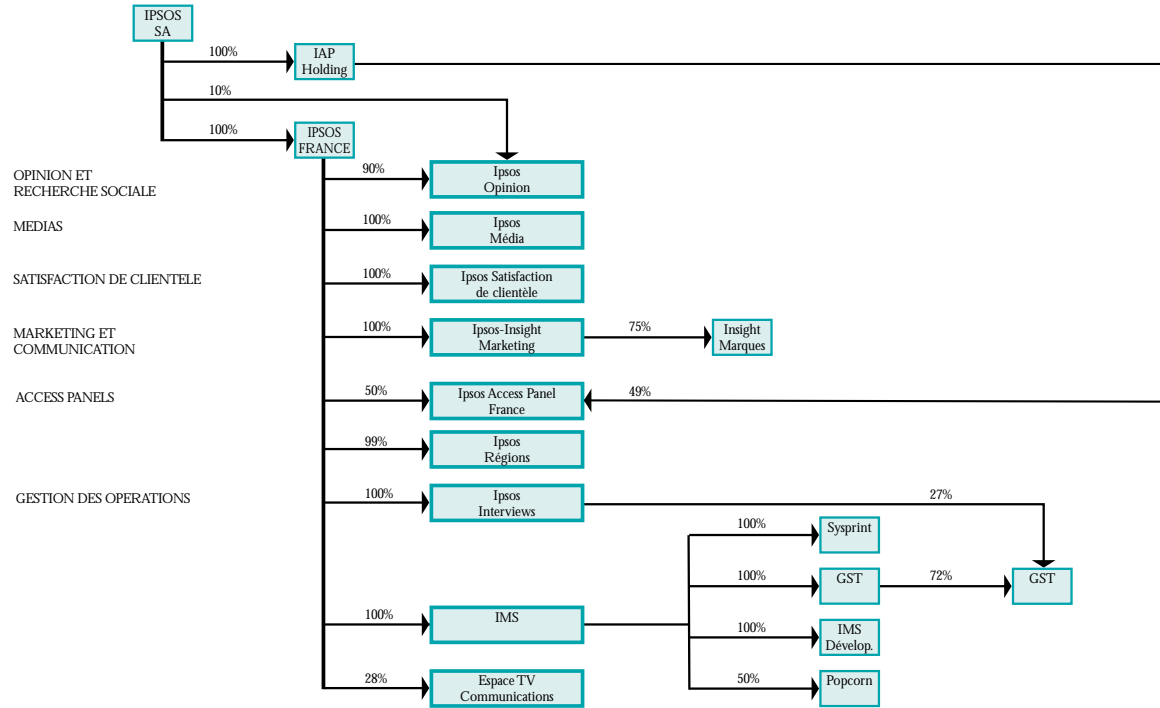 IPSOS
SA
100%
IAP
Holding
10%
100%
IPSOS
FRANCE
OPINION ET
RECHERCHE SOCIALE
90%
Ipsos
Opinion
MEDIAS
100%
Ipsos
Média
SATISFACTION DE CLIENTELE
100%
Ipsos Satisfaction
de clientèle
MARKETING ET
COMMUNICATION
100%
Ipsos-Insight
Marketing
75%
Insight
Marques
ACCESS PANELS
50%
Ipsos Access Panel
France
49%
99%
Ipsos
Régions
GESTION DES OPERATIONS
100%
Ipsos
Interviews
27%
100%
Sysprint
100%
GST
72%
GST
100%
IMS
100%
IMS
Dévelop.
28%
Espace TV
Communications
50%
Popcorn